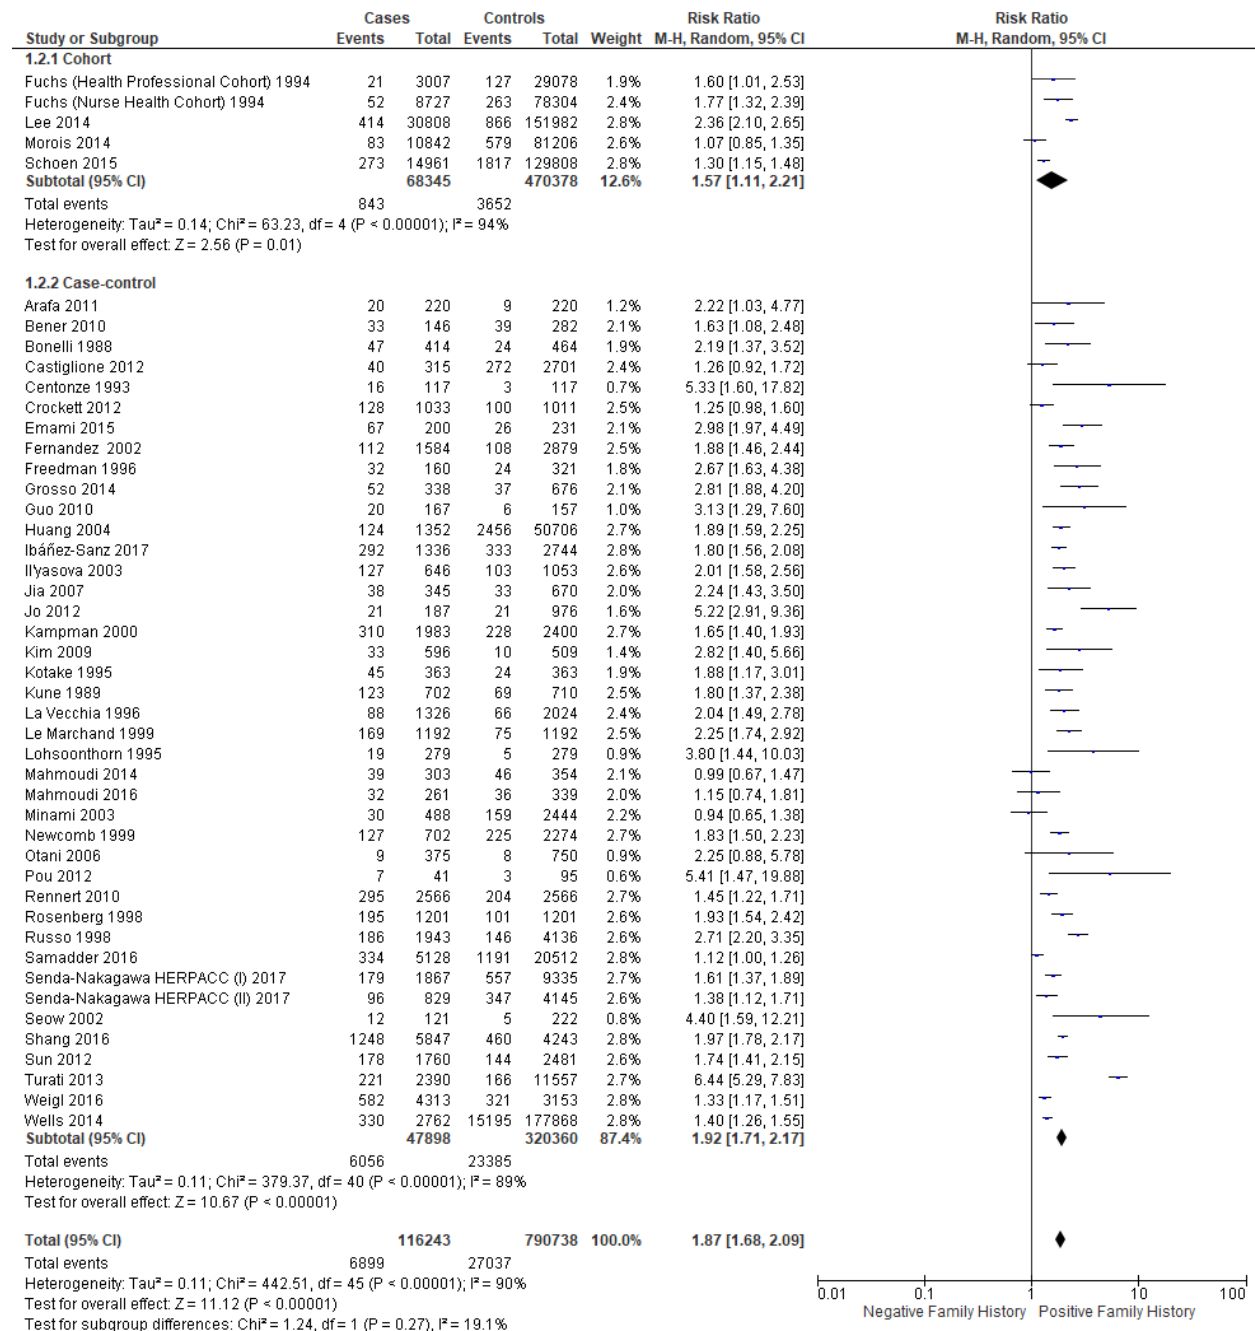 Cases Controls Risk Ratio Risk Ratio
Study or Subgroup Events Total Events Total Weight M-H, Random, 95% CI M-H, Random, 95% CI
1.2.1 Cohort
Fuchs (Health Professional Cohort) 1994 21 3007 127 29078 1.9% 1.60 [1.01, 2.53]
Fuchs (Nurse Health Cohort) 1994 52 8727 263 78304 2.4% 1.77 [1.32, 2.39]
Lee 2014 414 30808 866 151982 2.8% 2.36 [2.10, 2.65]
Morois 2014 83 10842 579 81206 2.6% 1.07 [0.85, 1.35]
Schoen 2015 273 14961 1817 129808 2.8% 1.30 [1.15, 1.48]
Subtotal (95% CI) 68345 470378 12.6% 1.57 [1.11, 2.21]
Total events 843 3652
Heterogeneity: Tau² = 0.14; Chi² = 63.23, df = 4 (P < 0.00001); I² = 94%
Test for overall effect: Z = 2.56 (P = 0.01)
1.2.2 Case-control
Arafa 2011 20 220 9 220 1.2% 2.22 [1.03, 4.77]
Bener 2010 33 146 39 282 2.1% 1.63 [1.08, 2.48]
Bonelli 1988 47 414 24 464 1.9% 2.19 [1.37, 3.52]
Castiglione 2012 40 315 272 2701 2.4% 1.26 [0.92, 1.72]
Centonze 1993 16 117 3 117 0.7% 5.33 [1.60, 17.82]
Crockett 2012 128 1033 100 1011 2.5% 1.25 [0.98, 1.60]
Emami 2015 67 200 26 231 2.1% 2.98 [1.97, 4.49]
Fernandez 2002 112 1584 108 2879 2.5% 1.88 [1.46, 2.44]
Freedman 1996 32 160 24 321 1.8% 2.67 [1.63, 4.38]
Grosso 2014 52 338 37 676 2.1% 2.81 [1.88, 4.20]
Guo 2010 20 167 6 157 1.0% 3.13 [1.29, 7.60]
Huang 2004 124 1352 2456 50706 2.7% 1.89 [1.59, 2.25]
Ibáñez-Sanz 2017 292 1336 333 2744 2.8% 1.80 [1.56, 2.08]
Il'yasova 2003 127 646 103 1053 2.6% 2.01 [1.58, 2.56]
Jia 2007 38 345 33 670 2.0% 2.24 [1.43, 3.50]
Jo 2012 21 187 21 976 1.6% 5.22 [2.91, 9.36]
Kampman 2000 310 1983 228 2400 2.7% 1.65 [1.40, 1.93]
Kim 2009 33 596 10 509 1.4% 2.82 [1.40, 5.66]
Kotake 1995 45 363 24 363 1.9% 1.88 [1.17, 3.01]
Kune 1989 123 702 69 710 2.5% 1.80 [1.37, 2.38]
La Vecchia 1996 88 1326 66 2024 2.4% 2.04 [1.49, 2.78]
Le Marchand 1999 169 1192 75 1192 2.5% 2.25 [1.74, 2.92]
Lohsoonthorn 1995 19 279 5 279 0.9% 3.80 [1.44, 10.03]
Mahmoudi 2014 39 303 46 354 2.1% 0.99 [0.67, 1.47]
Mahmoudi 2016 32 261 36 339 2.0% 1.15 [0.74, 1.81]
Minami 2003 30 488 159 2444 2.2% 0.94 [0.65, 1.38]
Newcomb 1999 127 702 225 2274 2.7% 1.83 [1.50, 2.23]
Otani 2006 9 375 8 750 0.9% 2.25 [0.88, 5.78]
Pou 2012 7 41 3 95 0.6% 5.41 [1.47, 19.88]
Rennert 2010 295 2566 204 2566 2.7% 1.45 [1.22, 1.71]
Rosenberg 1998 195 1201 101 1201 2.6% 1.93 [1.54, 2.42]
Russo 1998 186 1943 146 4136 2.6% 2.71 [2.20, 3.35]
Samadder 2016 334 5128 1191 20512 2.8% 1.12 [1.00, 1.26]
Senda-Nakagawa HERPACC (I) 2017 179 1867 557 9335 2.7% 1.61 [1.37, 1.89]
Senda-Nakagawa HERPACC (II) 2017 96 829 347 4145 2.6% 1.38 [1.12, 1.71]
Seow 2002 12 121 5 222 0.8% 4.40 [1.59, 12.21]
Shang 2016 1248 5847 460 4243 2.8% 1.97 [1.78, 2.17]
Sun 2012 178 1760 144 2481 2.6% 1.74 [1.41, 2.15]
Turati 2013 221 2390 166 11557 2.7% 6.44 [5.29, 7.83]
Weigl 2016 582 4313 321 3153 2.8% 1.33 [1.17, 1.51]
Wells 2014 330 2762 15195 177868 2.8% 1.40 [1.26, 1.55]
Subtotal (95% CI) 47898 320360 87.4% 1.92 [1.71, 2.17]
Total events 6056 23385
Heterogeneity: Tau² = 0.11; Chi² = 379.37, df = 40 (P < 0.00001); I² = 89%
Test for overall effect: Z = 10.67 (P < 0.00001)
Total (95% CI) 116243 790738 100.0% 1.87 [1.68, 2.09]
Total events 6899 27037
Heterogeneity: Tau² = 0.11; Chi² = 442.51, df = 45 (P < 0.00001); I² = 90%
Test for overall effect: Z = 11.12 (P < 0.00001)
Test for subgroup differences: Chi² = 1.24, df = 1 (P = 0.27), I² = 19.1%
0.01 0.1 1 10 100
Negative Family History Positive Family History